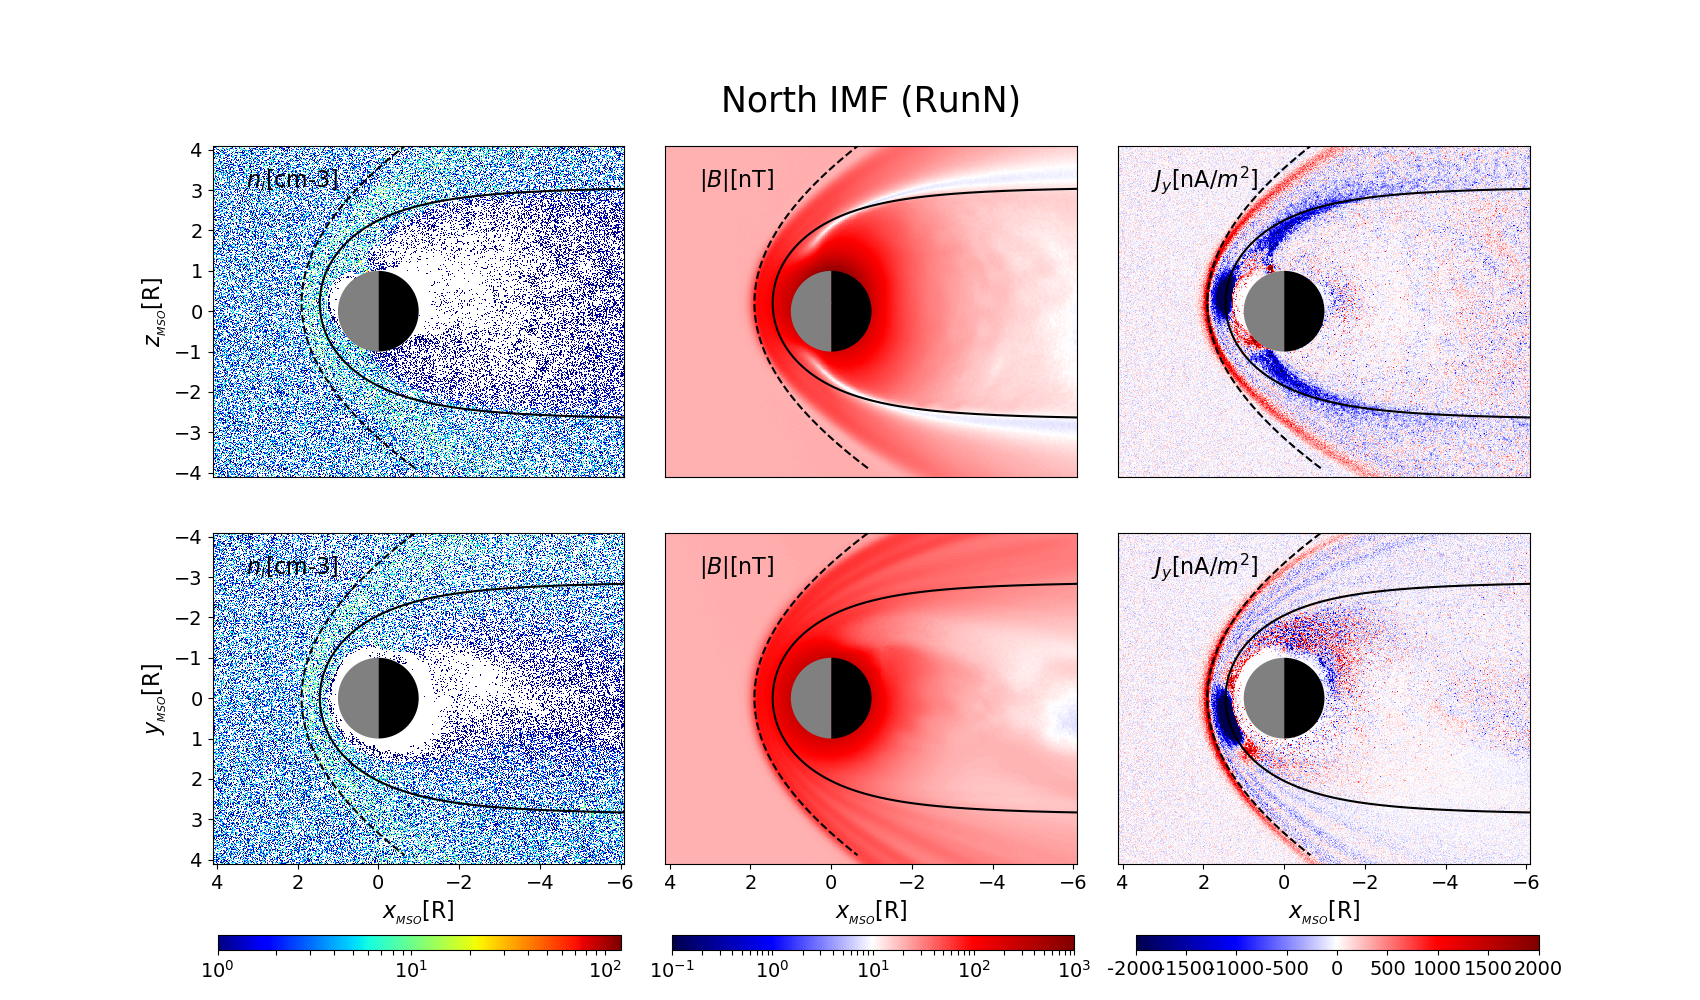 North IMF (RunN)
n_i[cm-3] |B|[nT] J_y[nA/m^2]
4
3
2
1
0
−1
−2
−3
−4
z_MSO[R]
n_i[cm-3] |B|[nT] J_y[nA/m^2]
−4
−3
−2
−1
0
1
2
3
4
y_MSO[R]
4 2 0 −2 −4 −6 4 2 0 −2 −4 −6 4 2 0 −2 −4 −6
x_MSO[R] x_MSO[R] x_MSO[R]
10^0 10^1 10^2 10^−1 10^0 10^1 10^2 10^3 -2000 -1500 -1000 -500 0 500 1000 1500 2000